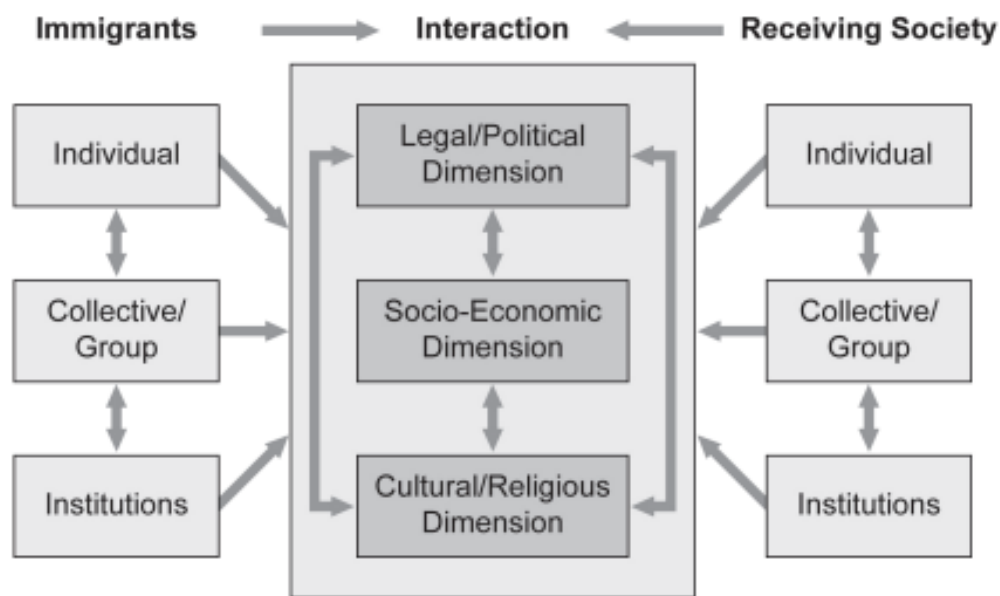 Immigrants Interaction Receiving Society
Individual
Collective/
Group
Institutions
Legal/Political
Dimension
Socio-Economic
Dimension
Cultural/Religious
Dimension
Individual
Collective/
Group
Institutions